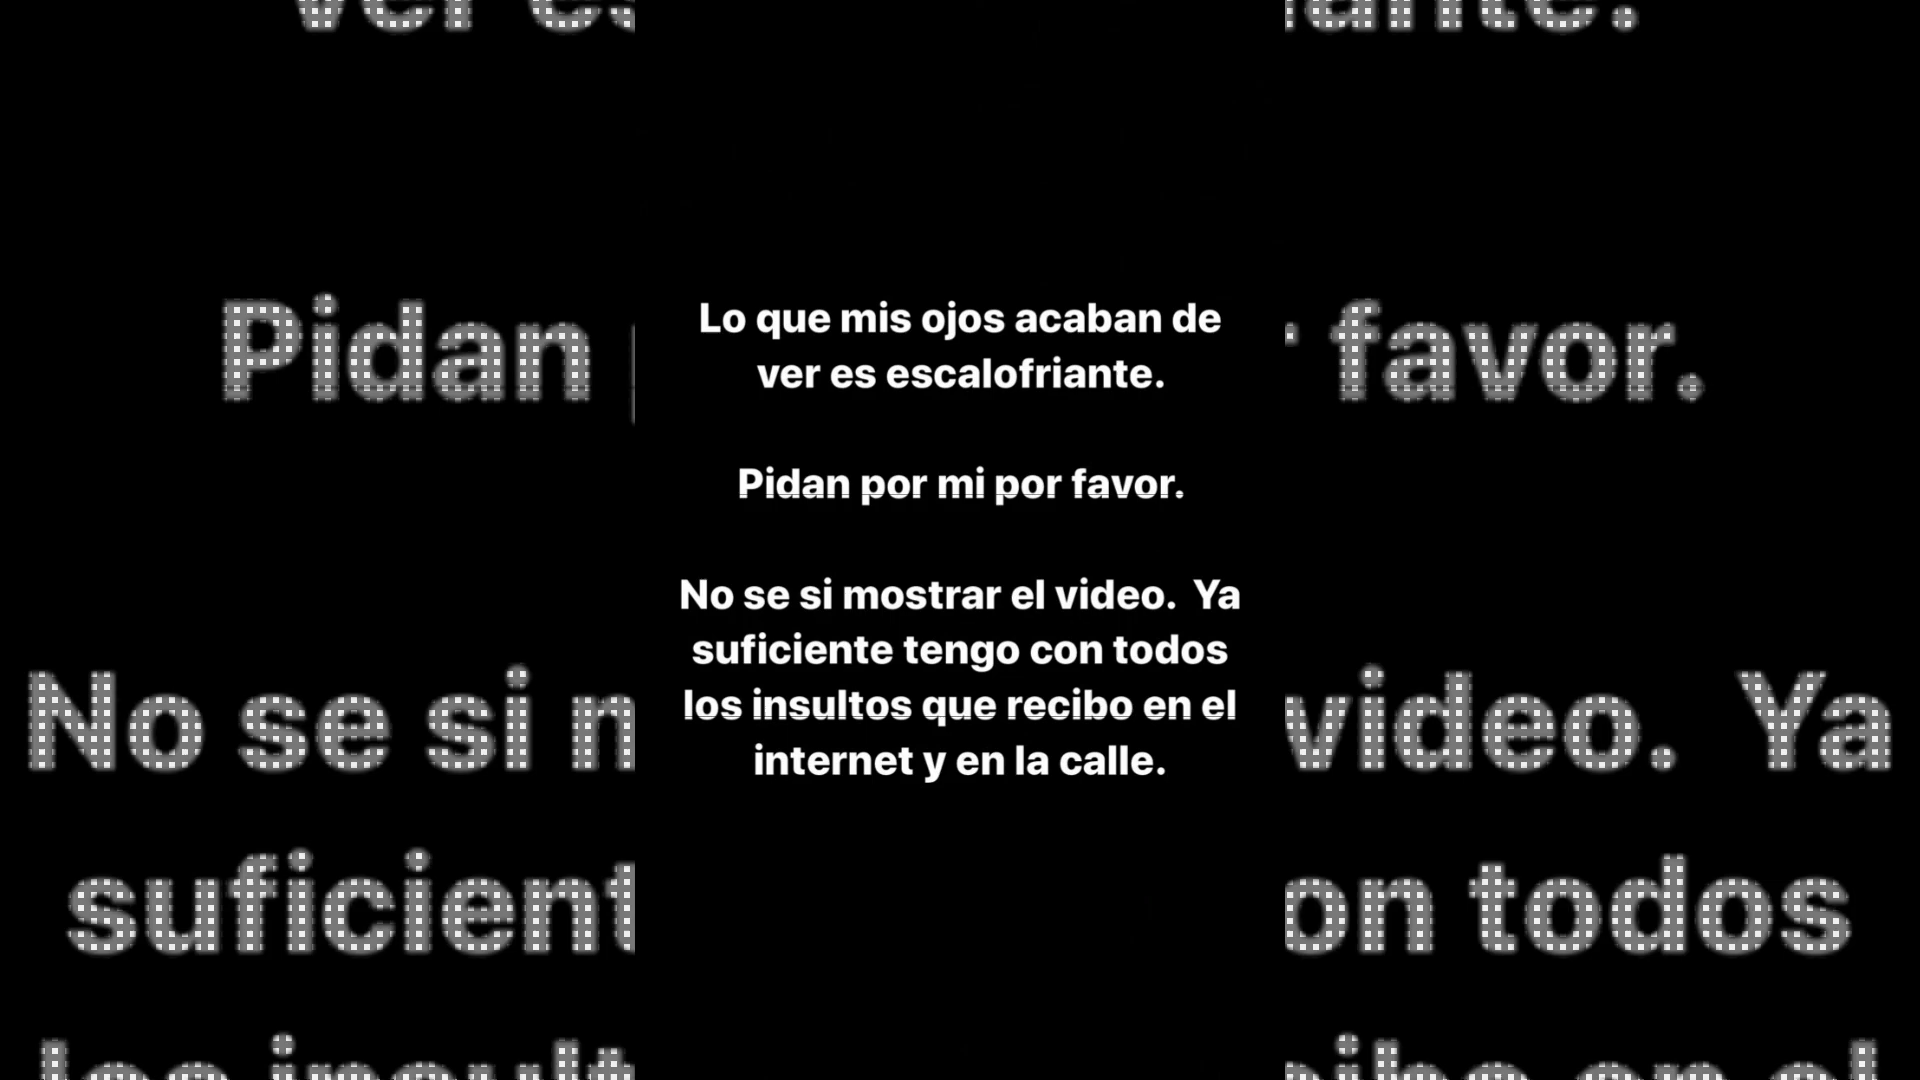 Lo que mis ojos acaban de
ver es escalofriante.
Pidan por mi por favor.
No se si mostrar el video.  Ya
suficiente tengo con todos
los insultos que recibo en el
internet y en la calle.